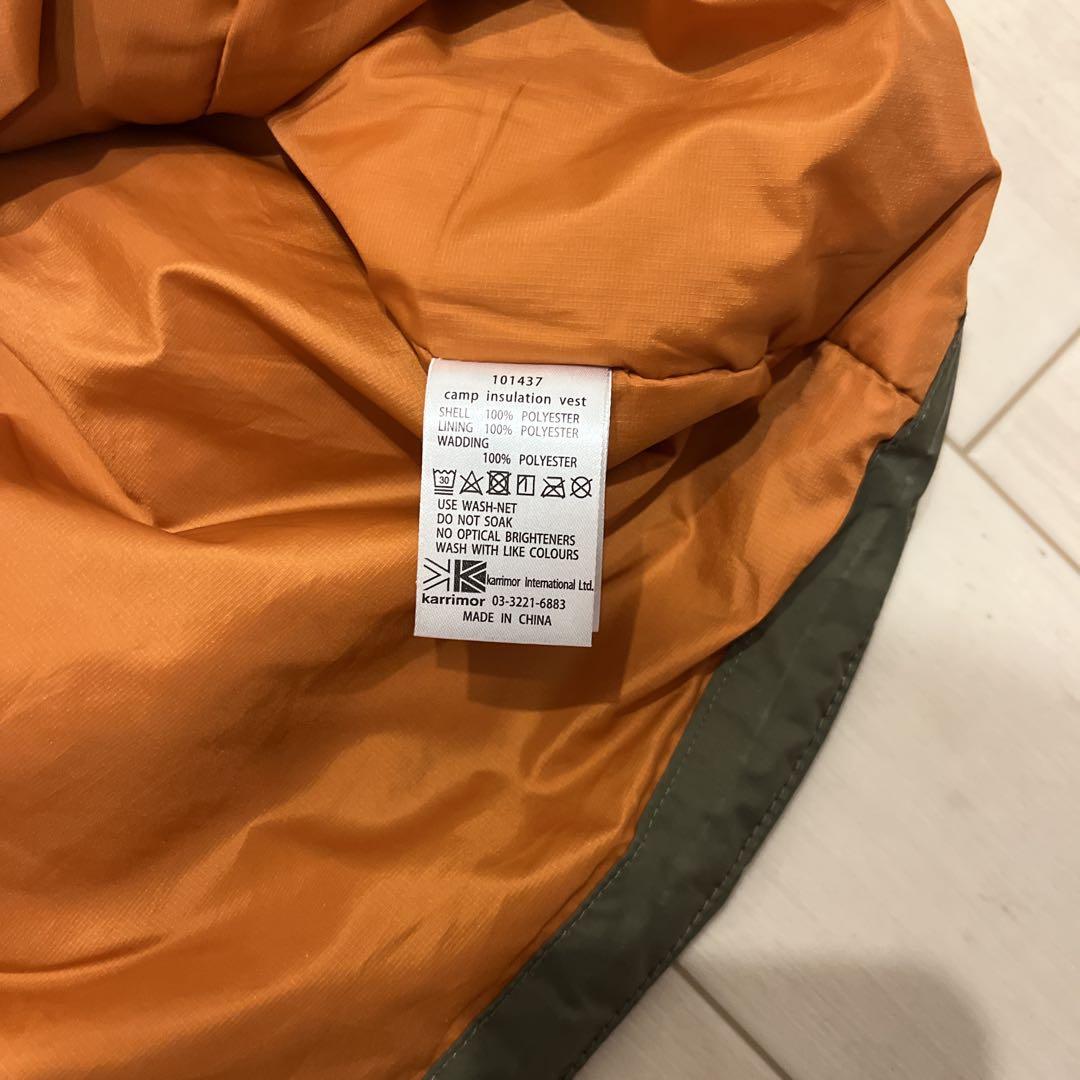 101437
camp insulation vest
SHELL 100% POLYESTER
LINING 100% POLYESTER
WADDING
100% POLYESTER
30
USE WASH-NET
DO NOT SOAK
NO OPTICAL BRIGHTENERS
WASH WITH LIKE COLOURS
karrimor International Ltd.
karrimor 03-3221-6883
MADE IN CHINA